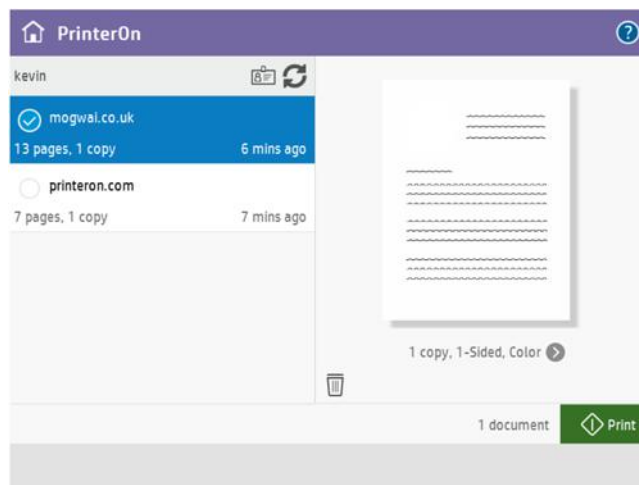 PrinterOn
?
kevin
mogwai.co.uk
13 pages, 1 copy 6 mins ago
printeron.com
7 pages, 1 copy 7 mins ago
1 copy, 1-Sided, Color
1 document
Print